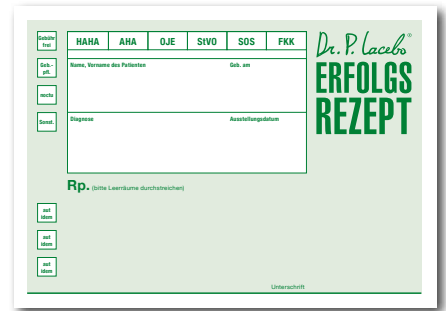 Gebühr
frei
HAHA AHA OJE StVO SOS FKK
Dr. P. Lacebo®
ERFOLGS
REZEPT
Geb.-
pfl.
Name, Vorname des Patienten Geb. am
noctu
Sonst.
Diagnose Ausstellungsdatum
Rp. (bitte Leerräume durchstreichen)
aut
idem
aut
idem
aut
idem
Unterschrift